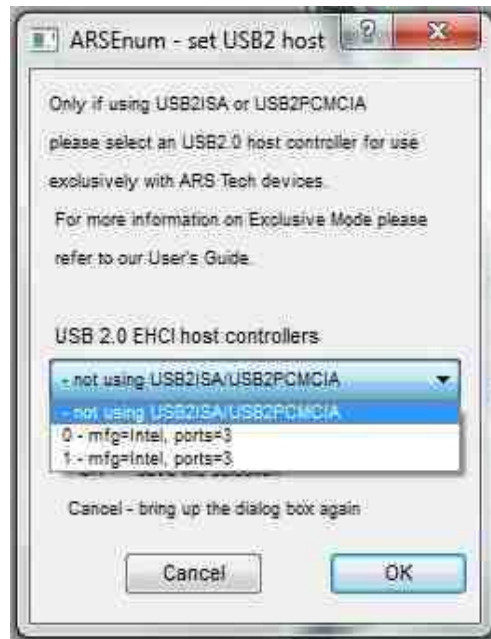 ARSEnum - set USB2 host
Only if using USB2ISA or USB2PCMCIA
please select an USB2.0 host controller for use
exclusively with ARS Tech devices.
For more information on Exclusive Mode please
refer to our User's Guide.
USB 2.0 EHCI host controllers
- not using USB2ISA/USB2PCMCIA
- not using USB2ISA/USB2PCMCIA
0 - mfg=Intel, ports=3
1 - mfg=Intel, ports=3
Cancel - bring up the dialog box again
Cancel
OK